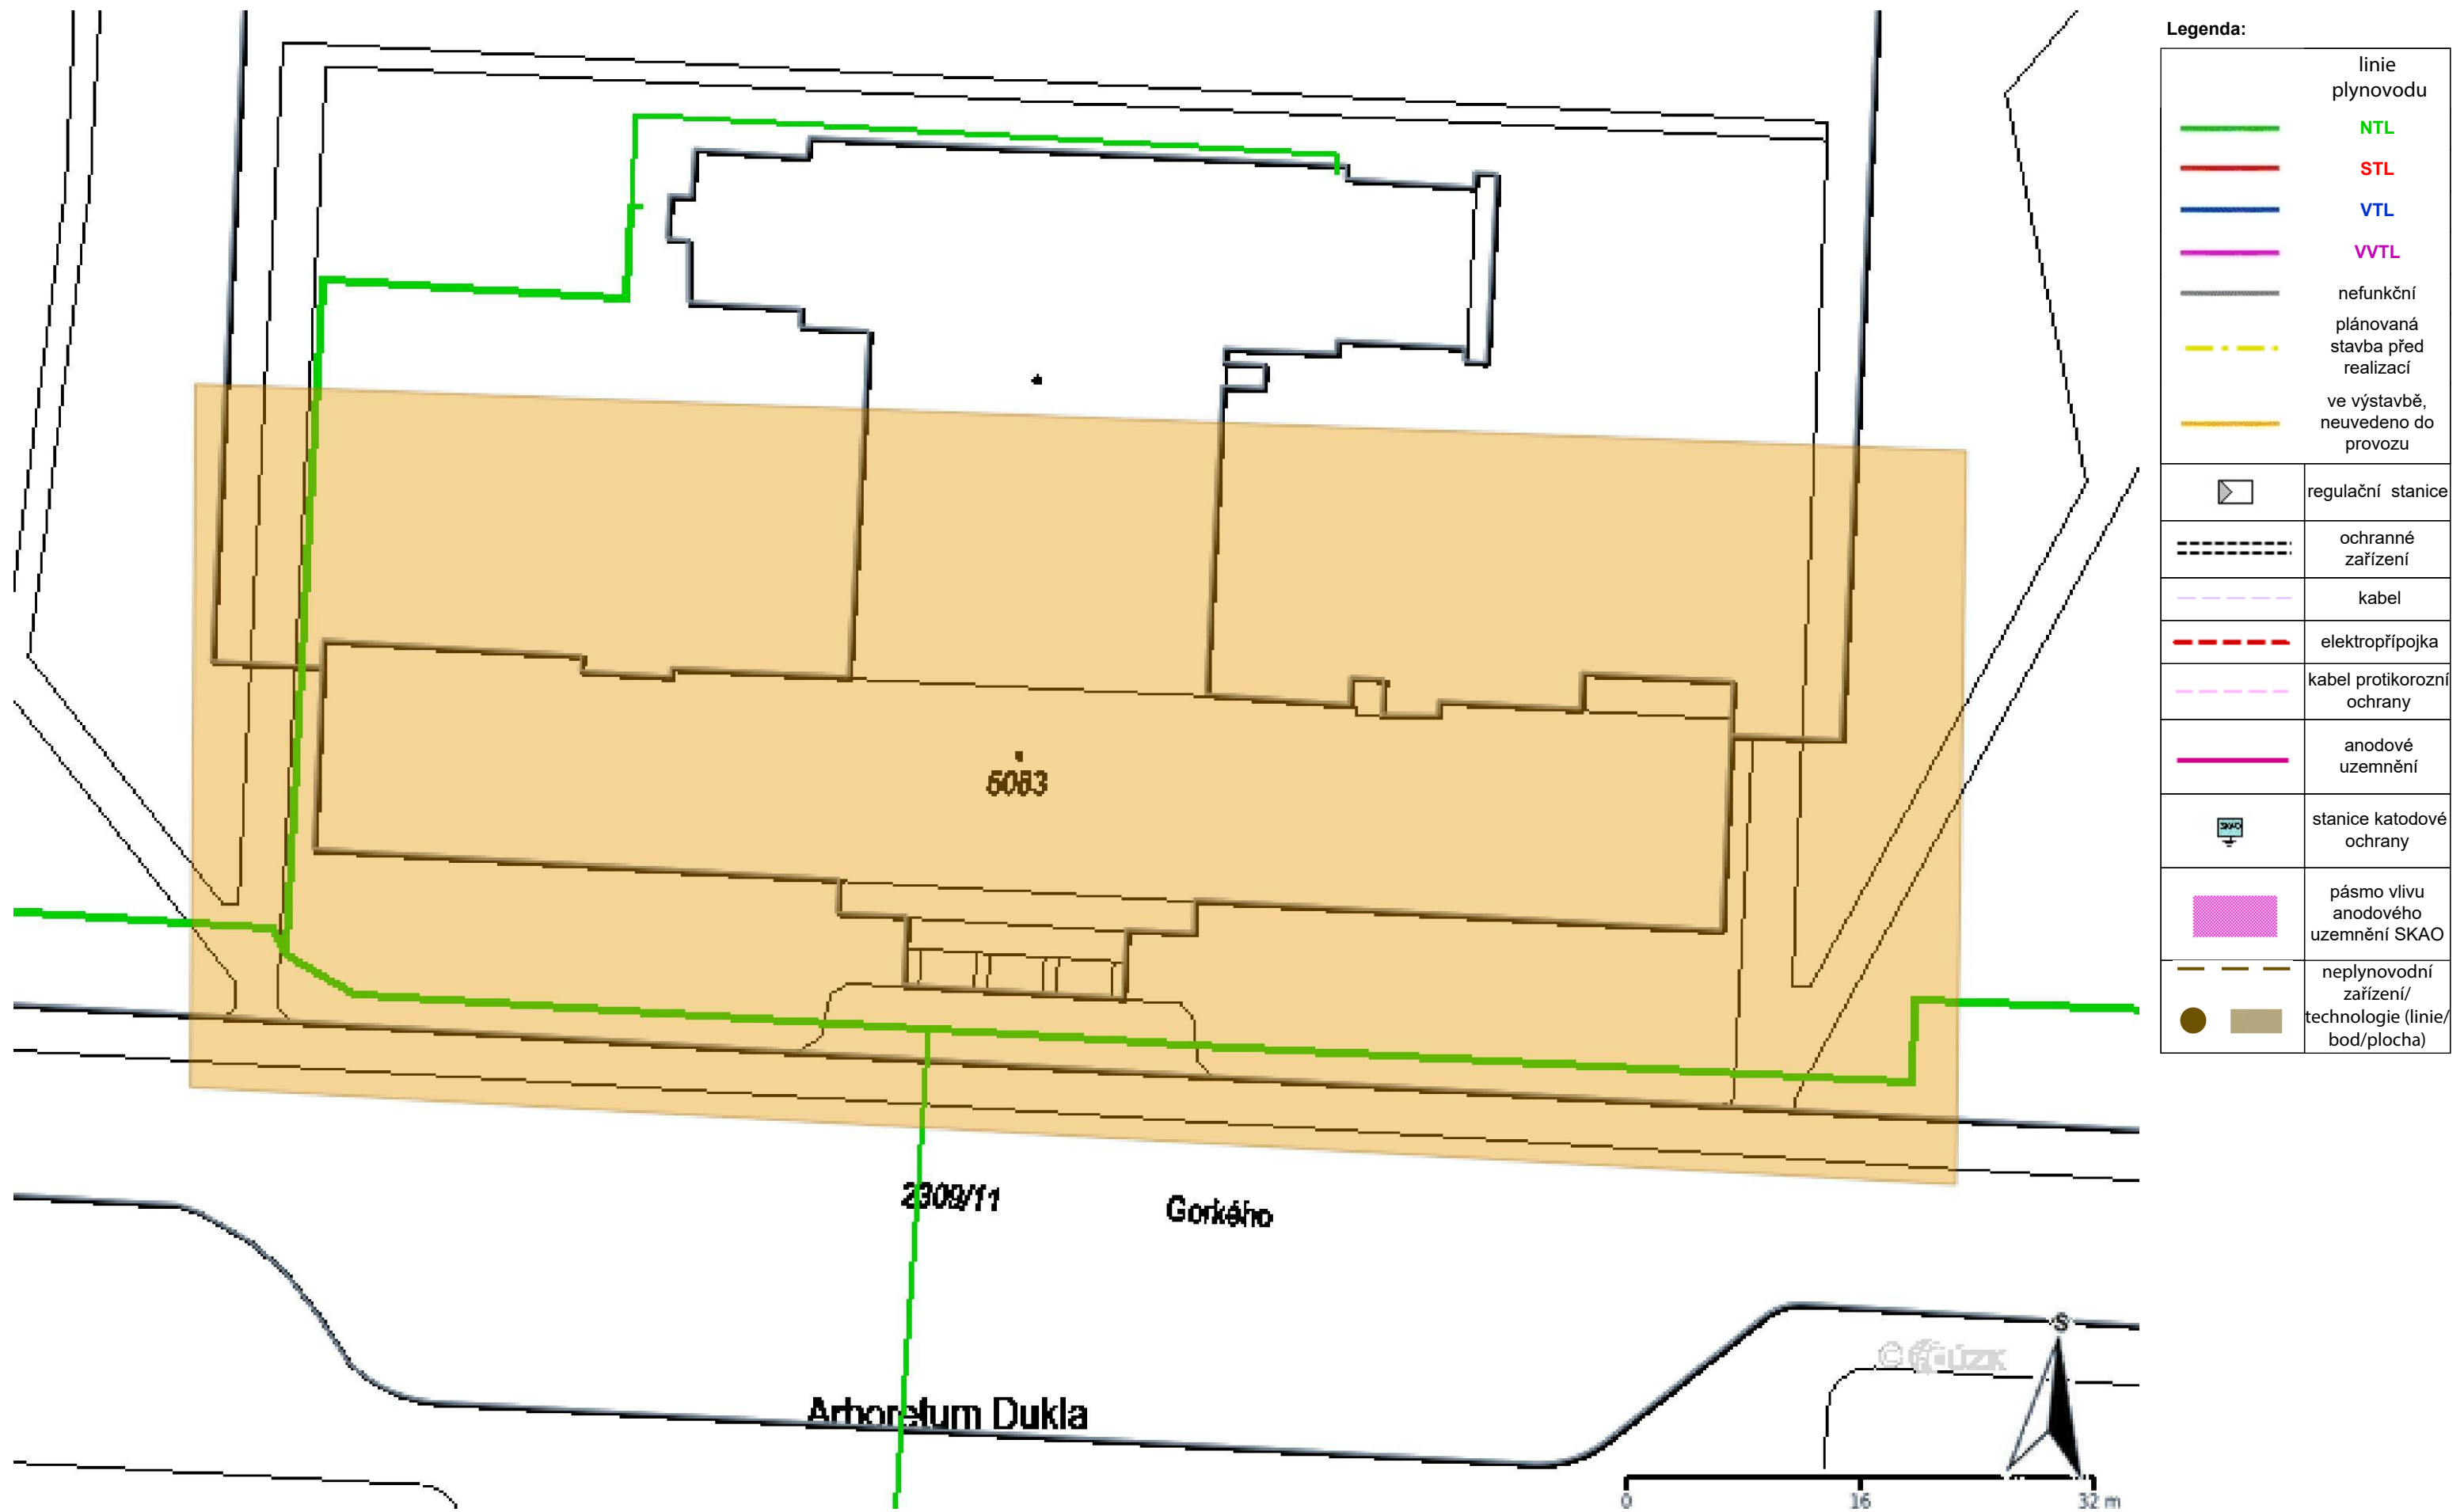 Legenda:
linie
plynovodu
NTL
STL
VTL
VVTL
nefunkční
plánovaná
stavba před
realizací
ve výstavbě,
neuvedeno do
provozu
regulační stanice
ochranné
zařízení
kabel
elektropřípojka
kabel protikorozní
ochrany
anodové
uzemnění
SKAO
stanice katodové
ochrany
pásmo vlivu
anodového
uzemnění SKAO
neplynovodní
zařízení/
technologie (linie/
bod/plocha)
2309/11
Gorkého
Arboretum Dukla
S
0 16 32 m